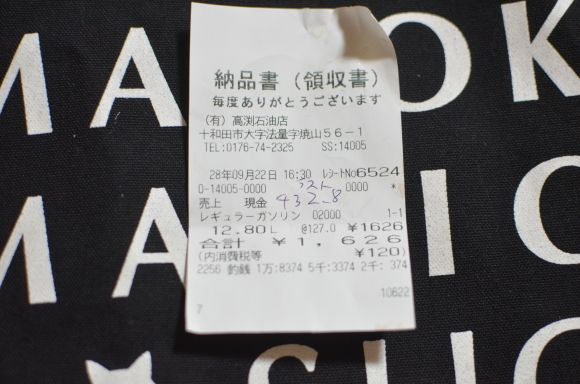 MA
OK
納品書（領収書）
毎度ありがとうございます
（有）高渕石油店
十和田市大字法量字焼山５６－１
TEL:0176-74-2325 SS:14005
28年09月22日 16:30 ﾚｼｰﾄNo6524
0-14005-0000 0000 *
432.8
売上 現金
レギュラーガソリン 02000 1-1
12.80L @127.0 ¥1626
合計 ¥1,626
(内消費税等 ¥120)
2256 釣銭 1万:8374 5千:3374 2千: 374
10622
7
MA
IC